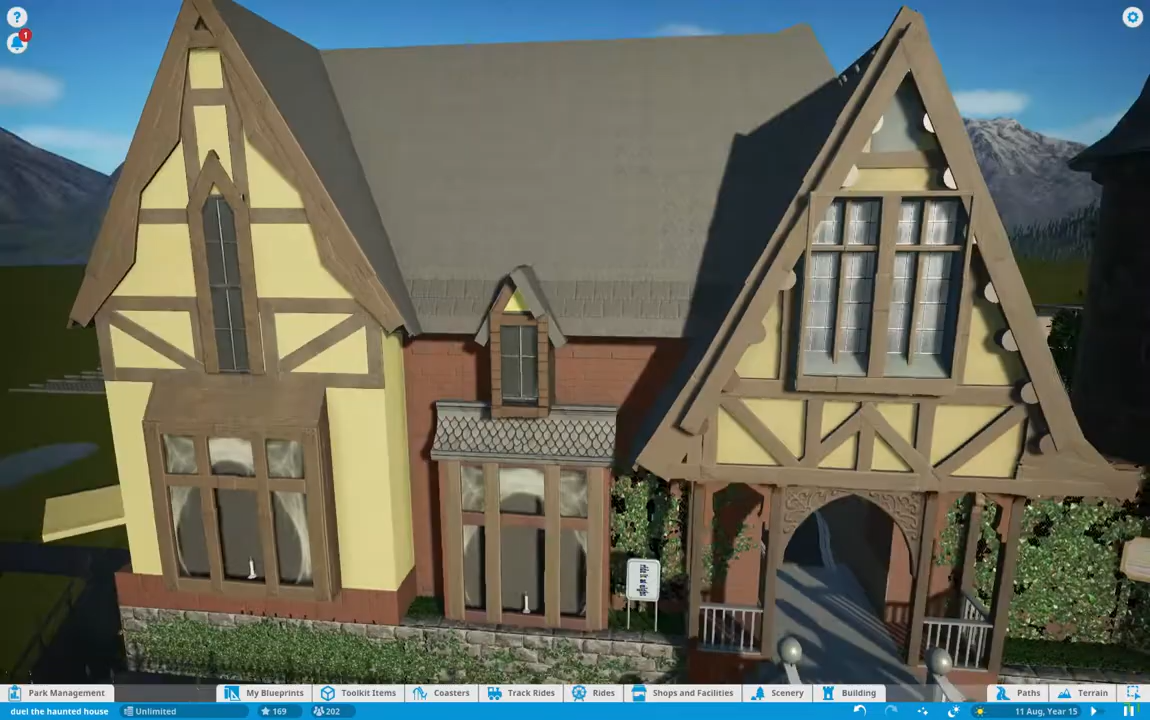 ?
1
Park Management
My Blueprints
Toolkit Items
Coasters
Track Rides
Rides
Shops and Facilities
Scenery
Building
Paths
Terrain
duel the haunted house
Unlimited
169
202
11 Aug, Year 15